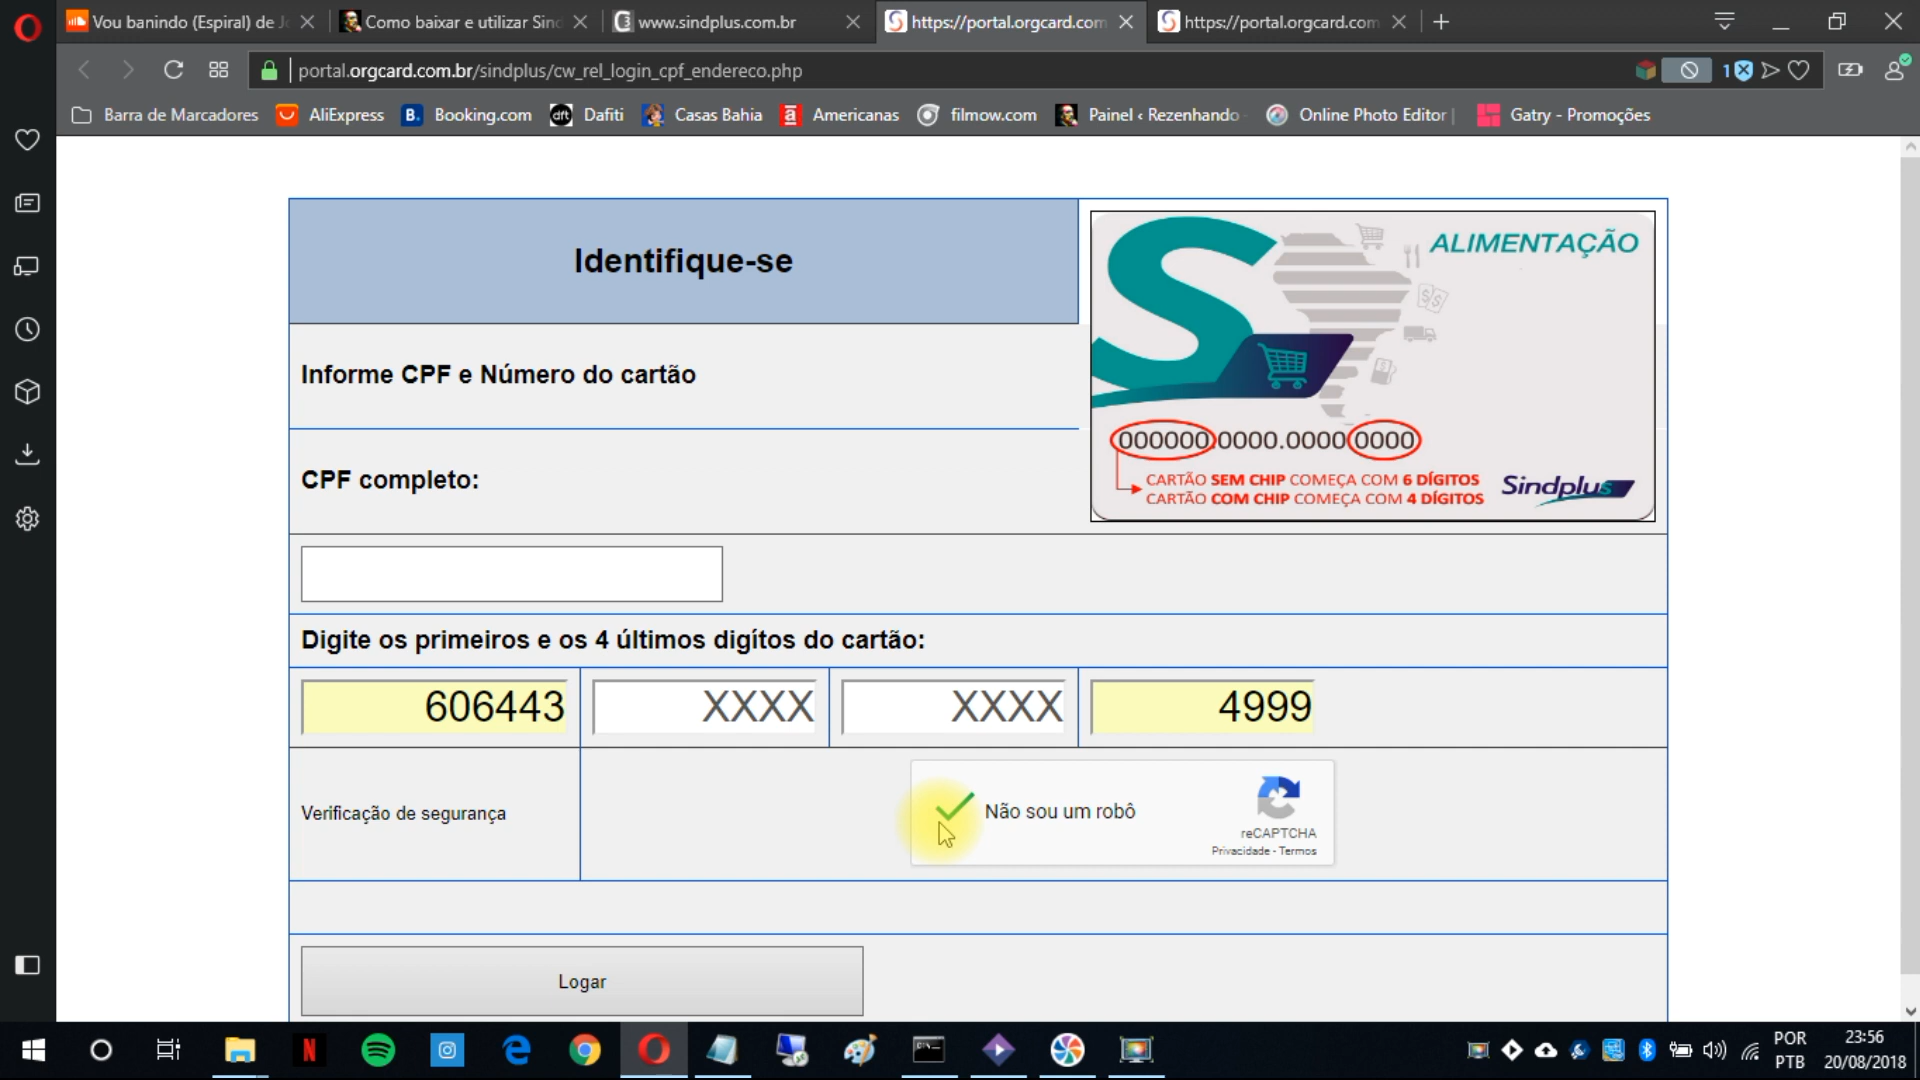 Vou banindo (Espiral) de J
Como baixar e utilizar Sin
www.sindplus.com.br
https://portal.orgcard.com
https://portal.orgcard.com
portal.orgcard.com.br/sindplus/cw_rel_login_cpf_endereco.php
1
Barra de Marcadores
AliExpress
B. Booking.com
dft Dafiti
Casas Bahia
a Americanas
filmow.com
Painel ‹ Rezenhando
Online Photo Editor |
Gatry - Promoções
Identifique-se
ALIMENTAÇÃO
Informe CPF e Número do cartão
000000.0000.0000.0000
CARTÃO SEM CHIP COMEÇA COM 6 DÍGITOS
CARTÃO COM CHIP COMEÇA COM 4 DÍGITOS
Sindplus
CPF completo:
Digite os primeiros e os 4 últimos digítos do cartão:
606443 XXXX XXXX 4999
Verificação de segurança
Não sou um robô
reCAPTCHA
Privacidade - Termos
Logar
POR
PTB
23:56
20/08/2018